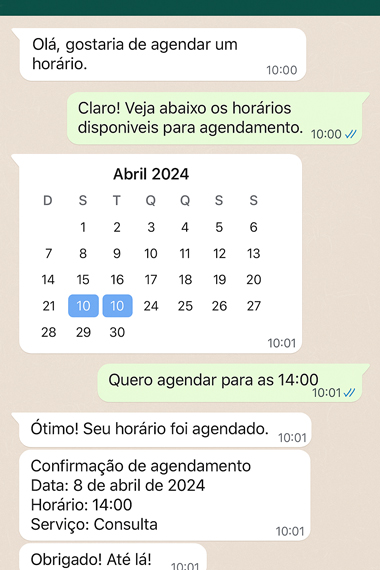 Olá, gostaria de agendar um
horário.
10:00
Claro! Veja abaixo os horários
disponiveis para agendamento.
10:00
Abril 2024
D S T Q Q S S
1 2 3 4 5 6
7 8 9 10 11 12 13
14 15 16 17 18 19 20
21 10 10 24 25 26 27
28 29 30
10:01
Quero agendar para as 14:00
10:01
Ótimo! Seu horário foi agendado.
10:01
Confirmação de agendamento
Data: 8 de abril de 2024
Horário: 14:00
Serviço: Consulta
10:01
Obrigado! Até lá!
10:01